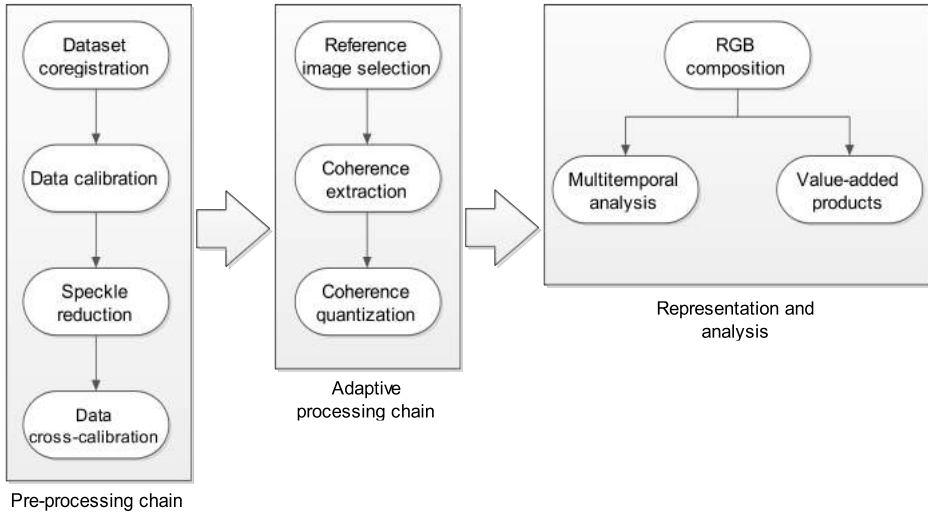 Dataset
coregistration
Data calibration
Speckle
reduction
Data
cross-calibration
Pre-processing chain
Reference
image selection
Coherence
extraction
Coherence
quantization
Adaptive
processing chain
RGB
composition
Multitemporal
analysis
Value-added
products
Representation and
analysis